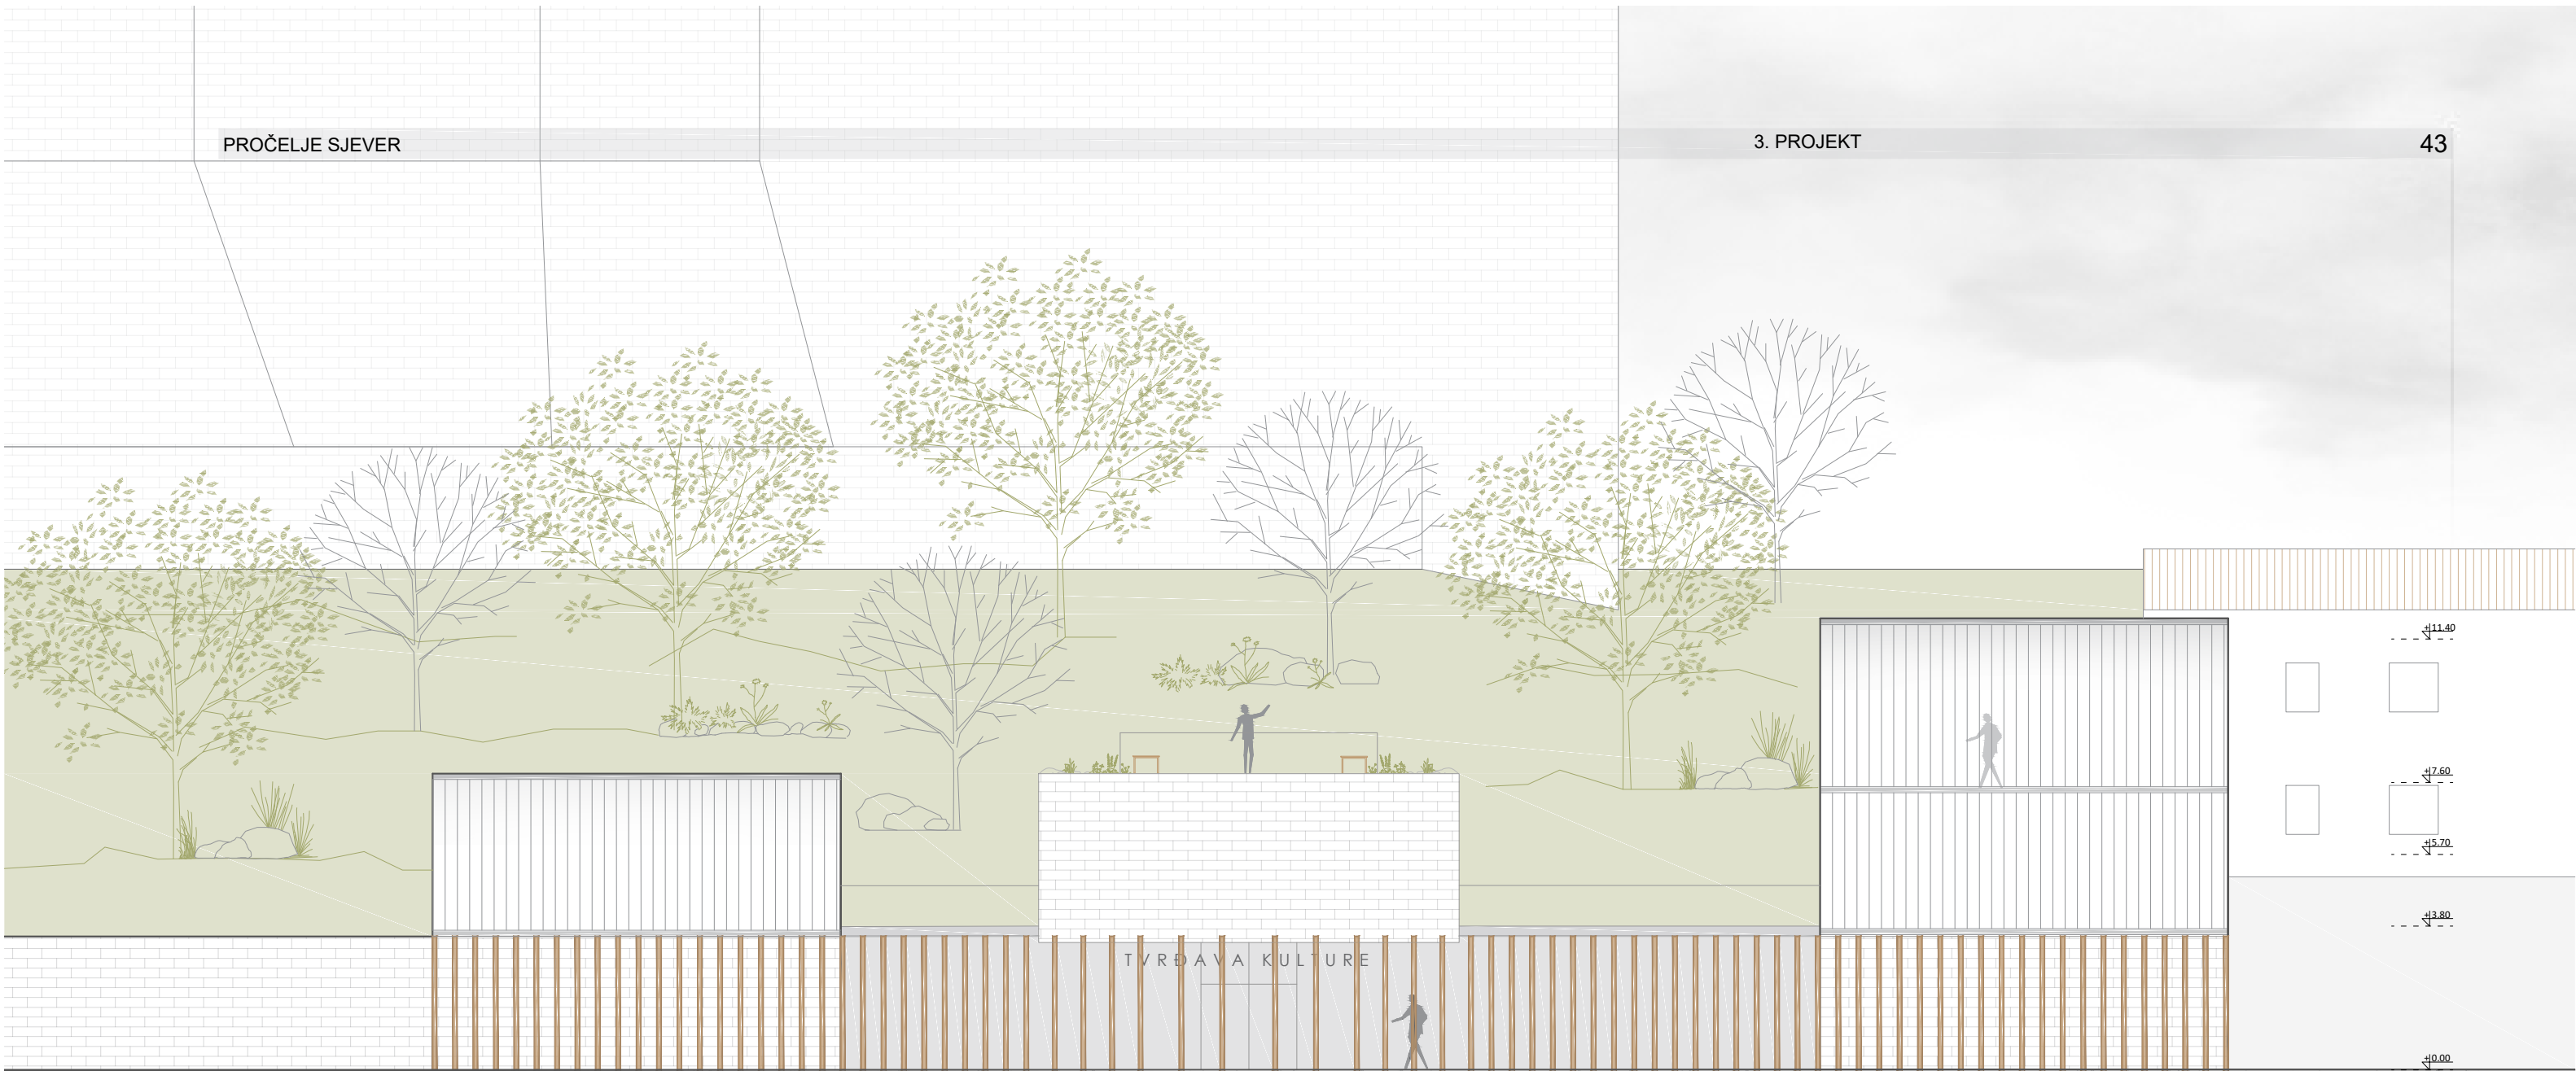 PROČELJE SJEVER
3. PROJEKT
43
+11.40
+7.60
+5.70
+3.80
TVRĐAVA KULTURE
+0.00